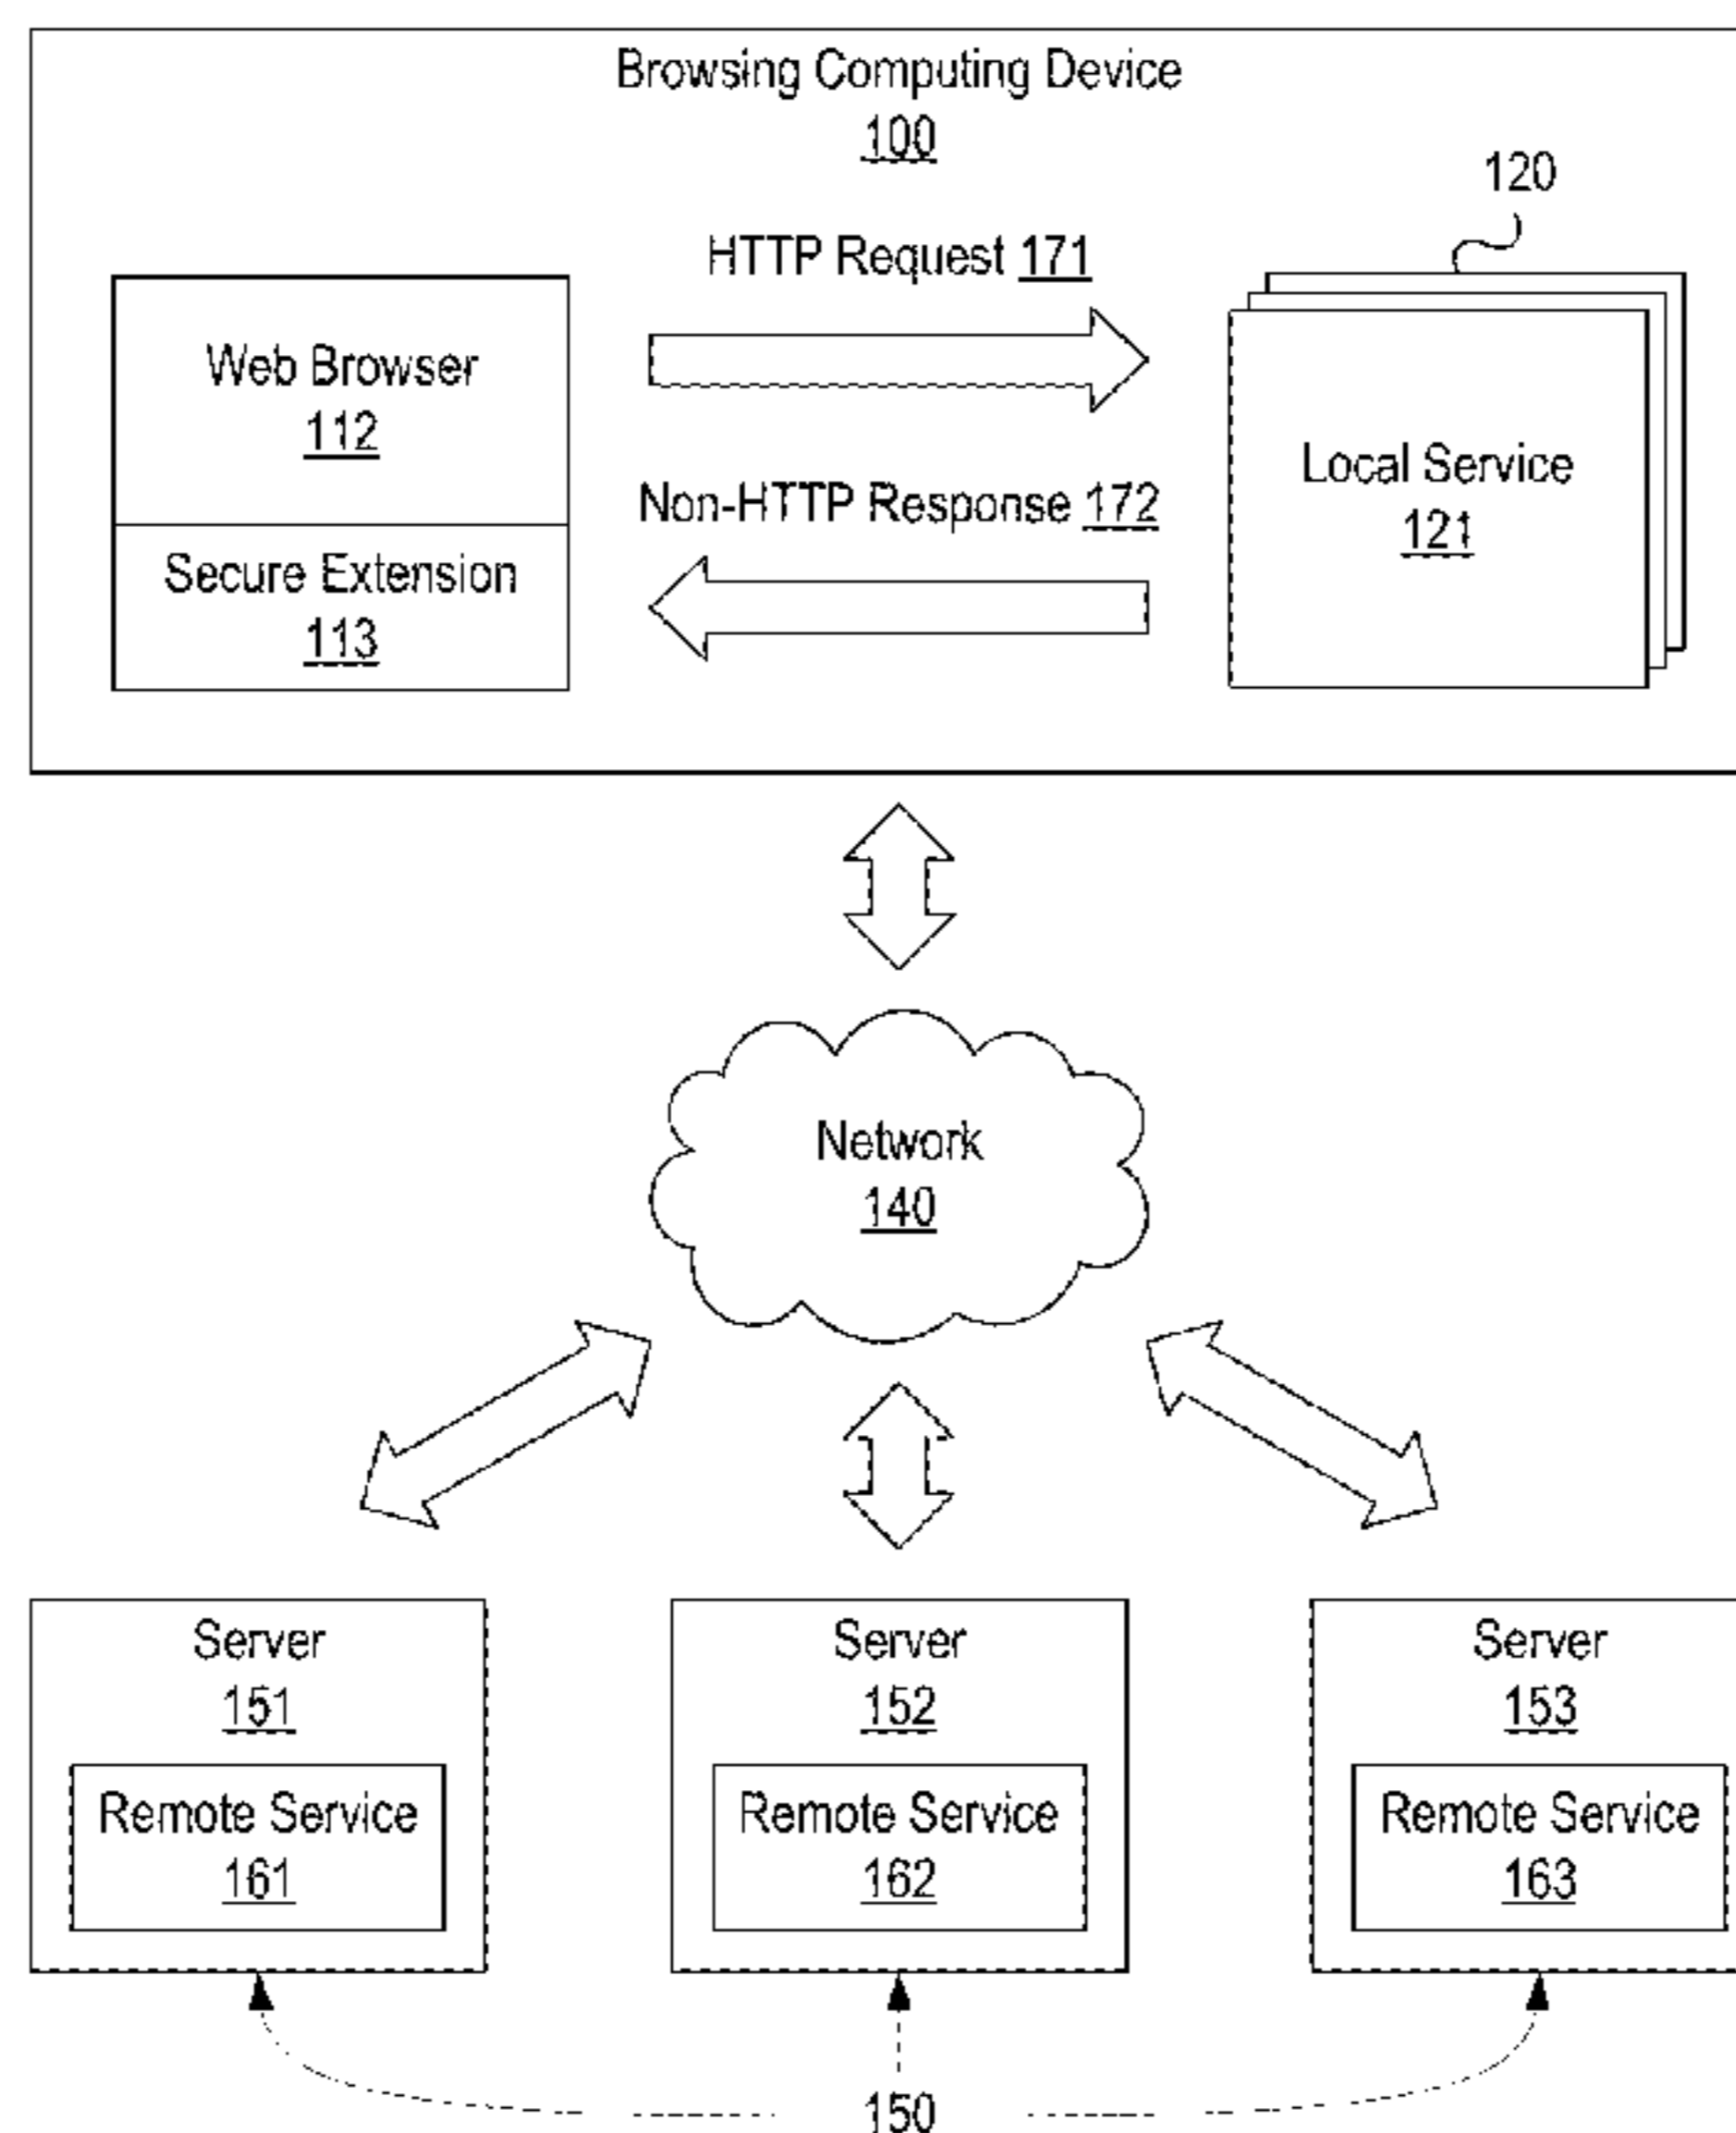 Browsing Computing Device
100
120
HTTP Request 171
Web Browser
112
Local Service
121
Non-HTTP Response 172
Secure Extension
113
Network
140
Server
151
Remote Service
161
Server
152
Remote Service
162
Server
153
Remote Service
163
150